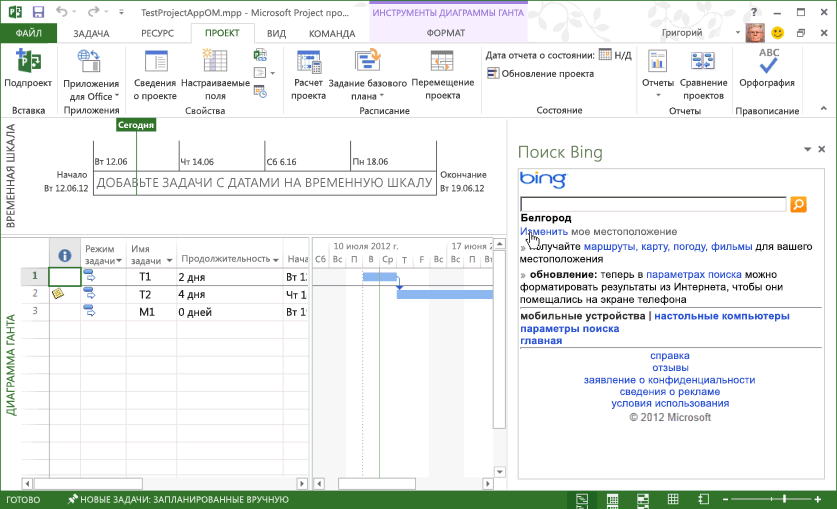 TestProjectAppOM.mpp - Microsoft Project про...
ИНСТРУМЕНТЫ ДИАГРАММЫ ГАНТА
ФАЙЛ ЗАДАЧА РЕСУРС ПРОЕКТ ВИД КОМАНДА ФОРМАТ Григорий
Подпроект
Вставка
Приложения для Office
Приложения
Сведения о проекте
Настраиваемые поля
Свойства
Расчет проекта
Задание базового плана
Перемещение проекта
Расписание
Дата отчета о состоянии: Н/Д
Обновление проекта
Состояние
Отчеты
Сравнение проектов
Отчеты
ABC
Орфография
Правописание
ВРЕМЕННАЯ ШКАЛА
Сегодня
Вт 12.06 Чт 14.06 Сб 6.16 Пн 18.06
Начало
Вт 12.06.12
ДОБАВЬТЕ ЗАДАЧИ С ДАТАМИ НА ВРЕМЕННУЮ ШКАЛУ
Окончание
Вт 19.06.12
ДИАГРАММА ГАНТА
Режим задачи Имя задачи Продолжительность Нача
1 T1 2 дня Вт 12
2 T2 4 дня Чт 1
3 M1 0 дней Вт 19
10 июля 2012 г. 17 июня
Сб Вс П В Ср Т F Вс Вс П В
Поиск Bing
bing
Белгород
Изменить мое местоположение
» Получайте маршруты, карту, погоду, фильмы для вашего
местоположения
» обновление: теперь в параметрах поиска можно
форматировать результаты из Интернета, чтобы они
помещались на экране телефона
мобильные устройства | настольные компьютеры
параметры поиска
главная
справка
отзывы
заявление о конфиденциальности
сведения о рекламе
условия использования
© 2012 Microsoft
ГОТОВО
НОВЫЕ ЗАДАЧИ: ЗАПЛАНИРОВАННЫЕ ВРУЧНУЮ